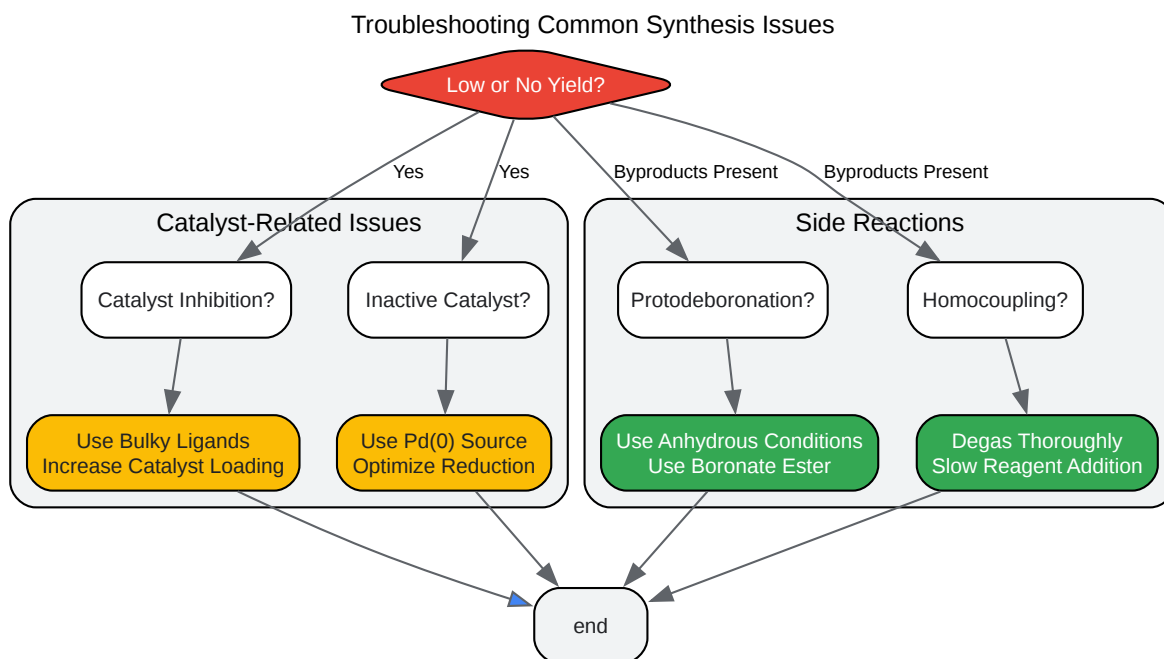 Troubleshooting Common Synthesis Issues
Low or No Yield?
Yes
Yes
Byproducts Present
Byproducts Present
Catalyst-Related Issues
Side Reactions
Catalyst Inhibition?
Inactive Catalyst?
Protodeboronation?
Homocoupling?
Use Bulky Ligands
Increase Catalyst Loading
Use Pd(0) Source
Optimize Reduction
Use Anhydrous Conditions
Use Boronate Ester
Degas Thoroughly
Slow Reagent Addition
end